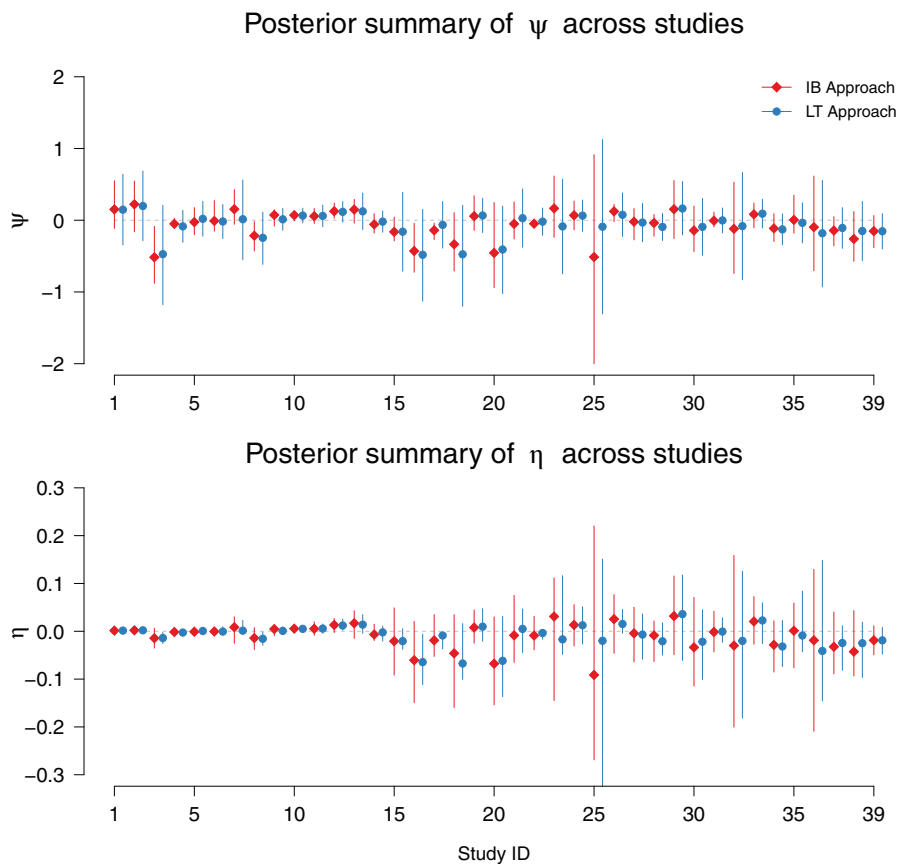 Posterior summary of ψ across studies
2
1
0
−1
−2
ψ
IB Approach
LT Approach
1 5 10 15 20 25 30 35 39
Posterior summary of η across studies
0.3
0.2
0.1
0.0
−0.1
−0.2
−0.3
η
1 5 10 15 20 25 30 35 39
Study ID